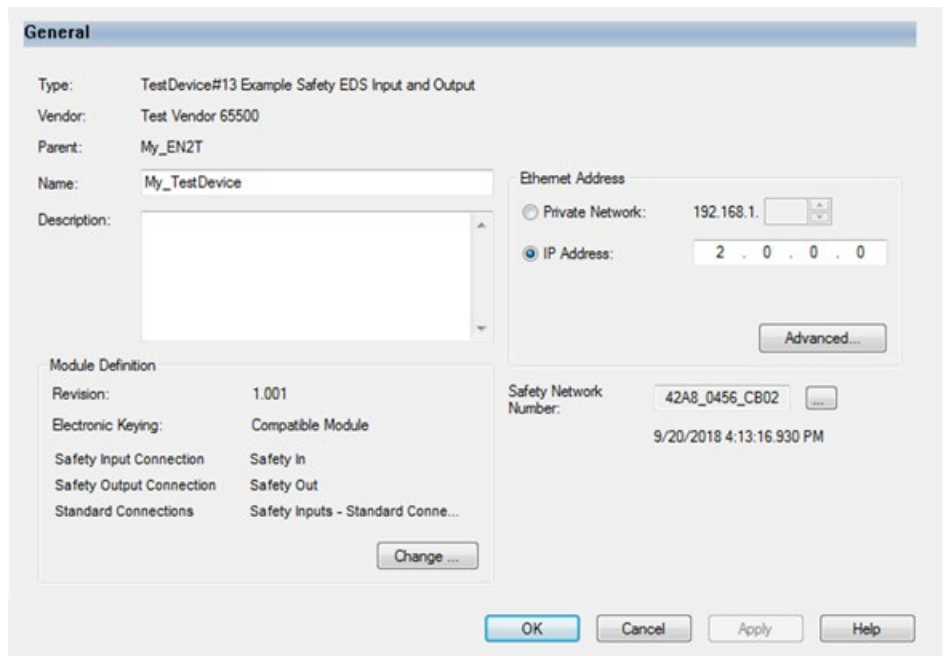 General
Type: TestDevice#13 Example Safety EDS Input and Output
Vendor: Test Vendor 65500
Parent: My_EN2T
Name: My_TestDevice
Description:
Ethernet Address
Private Network: 192.168.1.
IP Address: 2 . 0 . 0 . 0
Advanced...
Module Definition
Revision: 1.001
Electronic Keying: Compatible Module
Safety Input Connection Safety In
Safety Output Connection Safety Out
Standard Connections Safety Inputs - Standard Conne...
Change ...
Safety Network
Number:
42A8_0456_CB02 ...
9/20/2018 4:13:16.930 PM
OK Cancel Apply Help